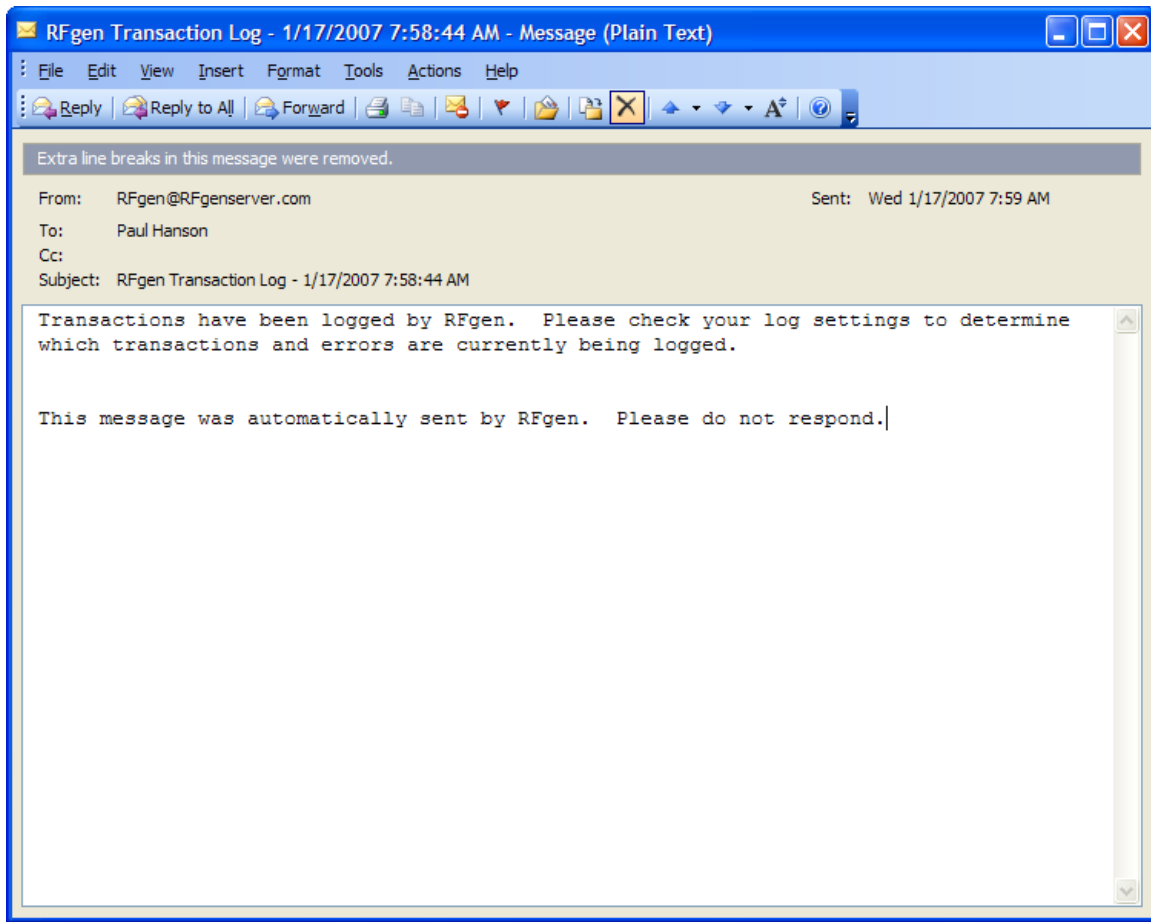 RFgen Transaction Log - 1/17/2007 7:58:44 AM - Message (Plain Text)
File Edit View Insert Format Tools Actions Help
Reply Reply to All Forward A
Extra line breaks in this message were removed.
From: RFgen@RFgenserver.com Sent: Wed 1/17/2007 7:59 AM
To: Paul Hanson
Cc:
Subject: RFgen Transaction Log - 1/17/2007 7:58:44 AM
Transactions have been logged by RFgen.  Please check your log settings to determine
which transactions and errors are currently being logged.
This message was automatically sent by RFgen.  Please do not respond.